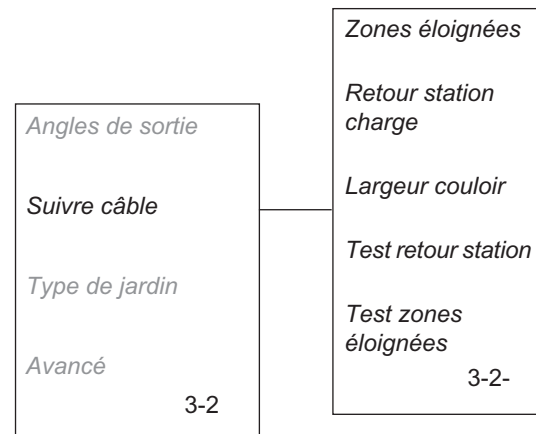 Angles de sortie
Suivre câble
Type de jardin
Avancé
3-2
Zones éloignées
Retour station
charge
Largeur couloir
Test retour station
Test zones
éloignées
3-2-